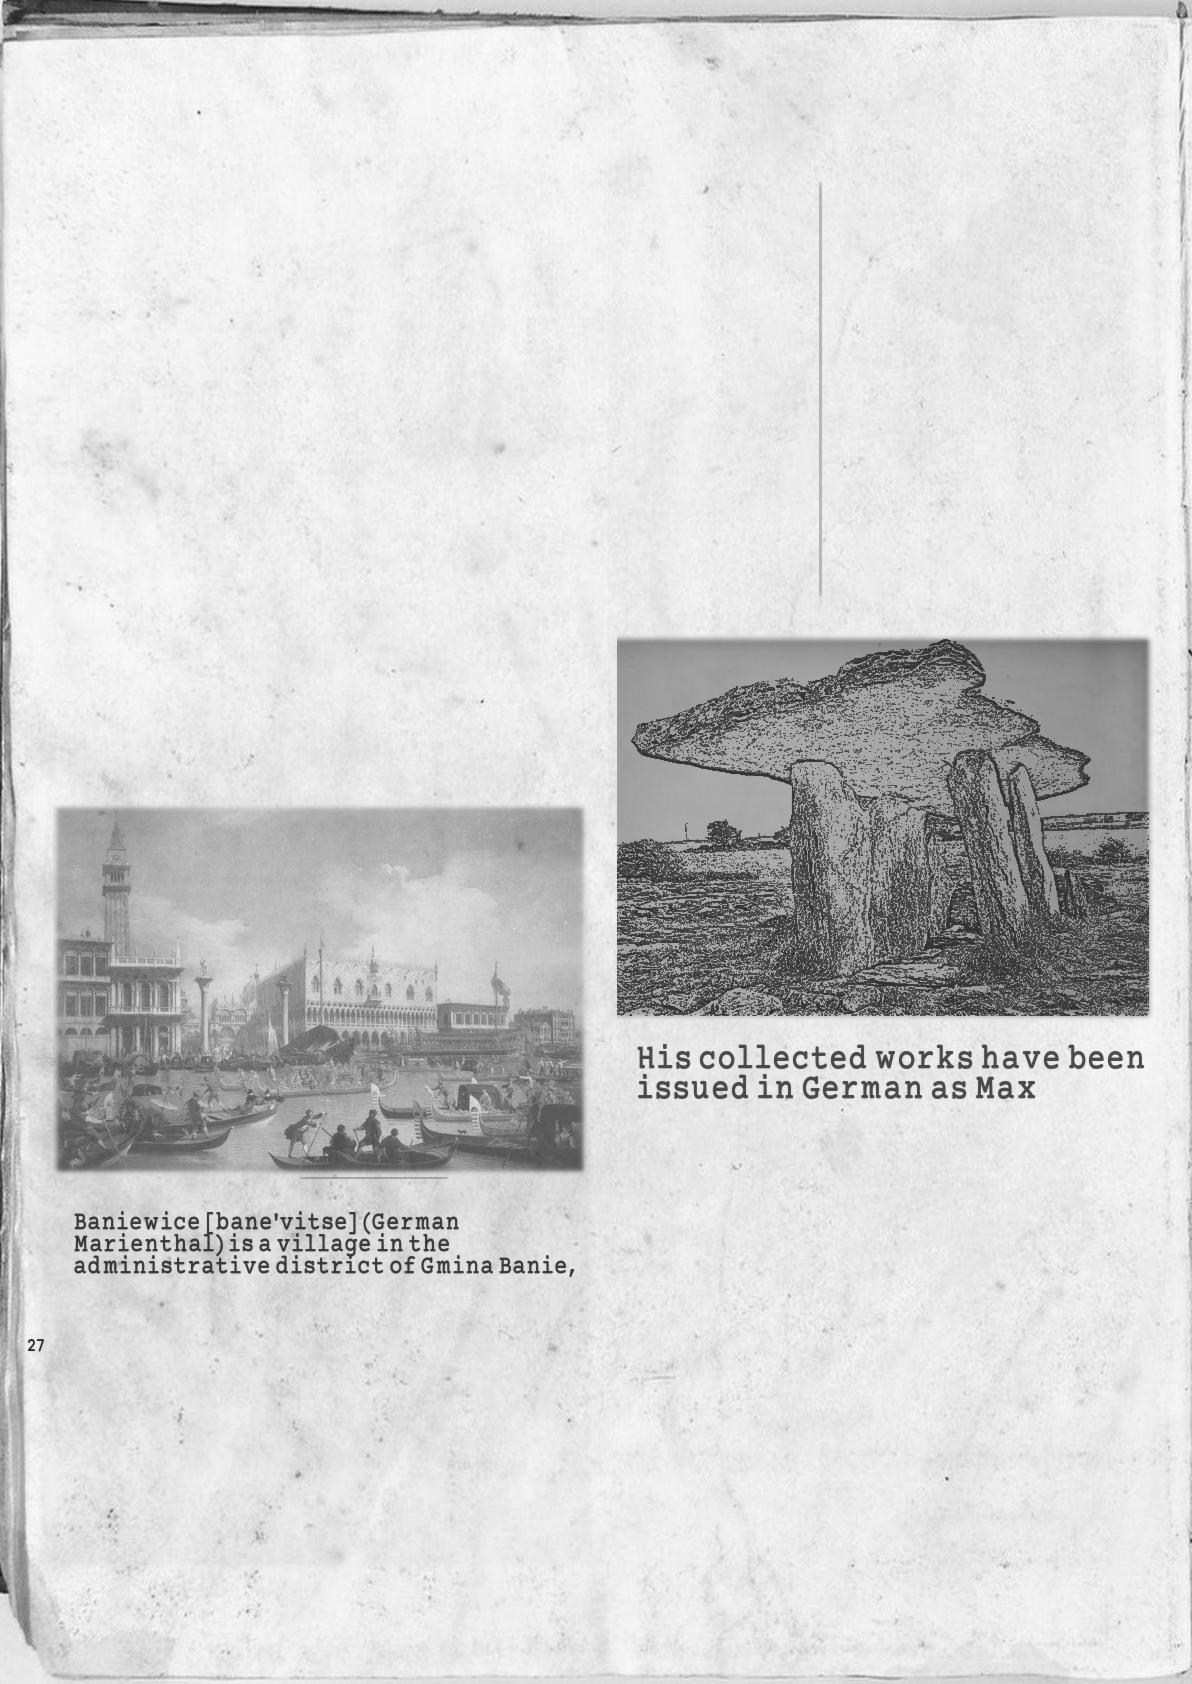 Baniewice [bane'vitse] (German
Marienthal) is a village in the
administrative district of Gmina Banie,
His collected works have been
issued in German as Max
27